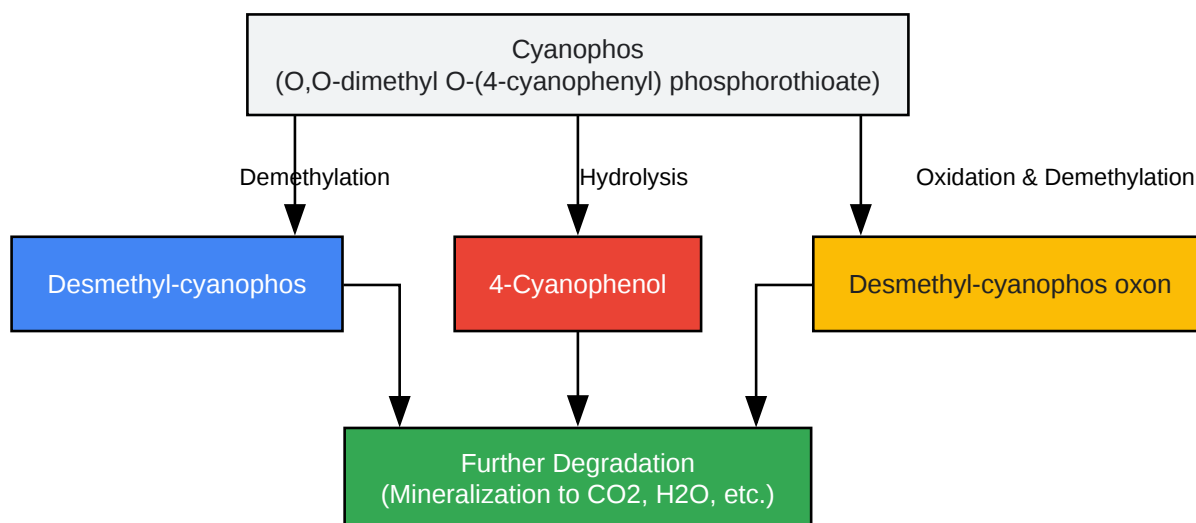 Cyanophos
(O,O-dimethyl O-(4-cyanophenyl) phosphorothioate)
Demethylation
Hydrolysis
Oxidation & Demethylation
Desmethyl-cyanophos
4-Cyanophenol
Desmethyl-cyanophos oxon
Further Degradation
(Mineralization to CO2, H2O, etc.)